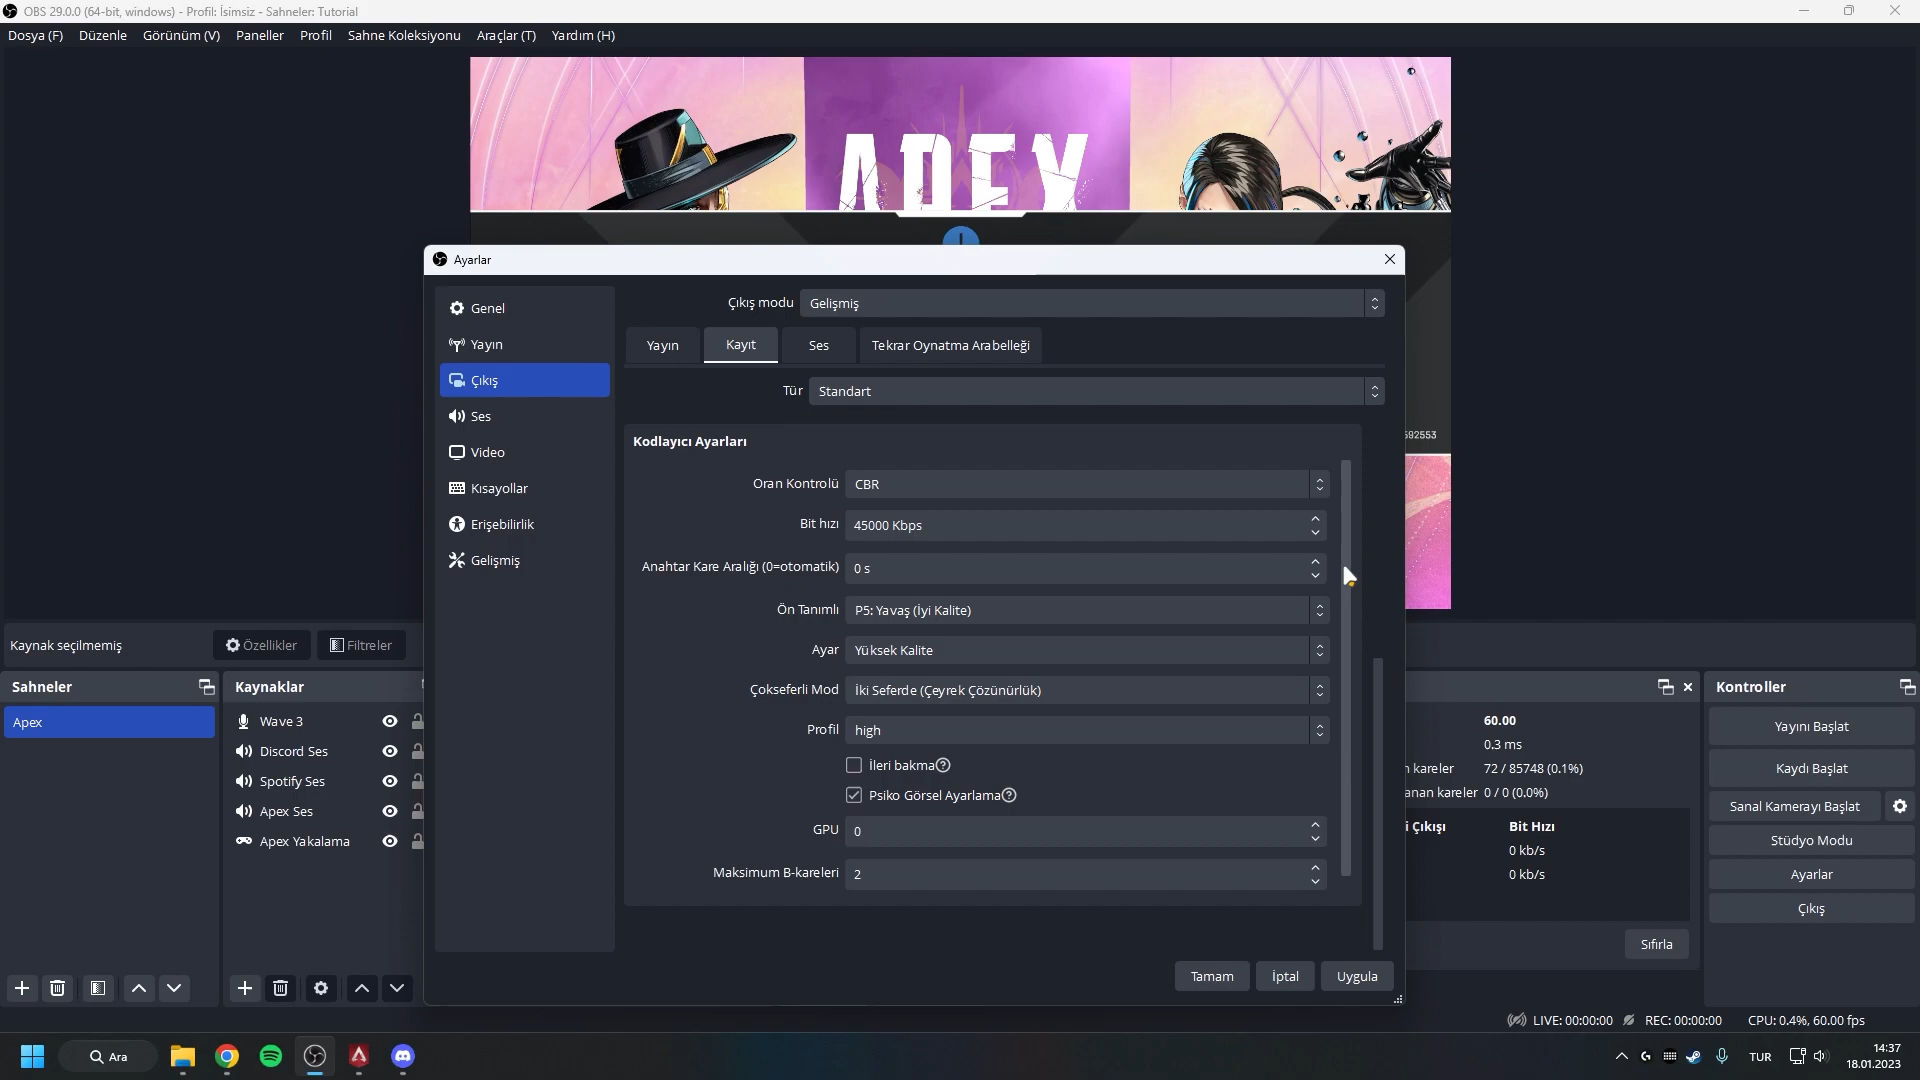 OBS 29.0.0 (64-bit, windows) - Profil: İsimsiz - Sahneler: Tutorial
Dosya (F) Düzenle Görünüm (V) Paneller Profil Sahne Koleksiyonu Araçlar (T) Yardım (H)
APEX
Ayarlar
Genel
Yayın
Çıkış
Ses
Video
Kısayollar
Erişebilirlik
Gelişmiş
Çıkış modu Gelişmiş
Yayın Kayıt Ses Tekrar Oynatma Arabelleği
Tür Standart
Kodlayıcı Ayarları
Oran Kontrolü CBR
Bit hızı 45000 Kbps
Anahtar Kare Aralığı (0=otomatik) 0 s
Ön Tanımlı P5: Yavaş (İyi Kalite)
Ayar Yüksek Kalite
Çokseferli Mod İki Seferde (Çeyrek Çözünürlük)
Profil high
İleri bakma
Psiko Görsel Ayarlama
GPU 0
Maksimum B-kareleri 2
Tamam İptal Uygula
592553
Kaynak seçilmemiş Özellikler Filtreler
Sahneler
Apex
Kaynaklar
Wave 3
Discord Ses
Spotify Ses
Apex Ses
Apex Yakalama
60.00
0.3 ms
kareler 72 / 85748 (0.1%)
anan kareler 0 / 0 (0.0%)
i Çıkışı Bit Hızı
0 kb/s
0 kb/s
Sıfırla
Kontroller
Yayını Başlat
Kaydı Başlat
Sanal Kamerayı Başlat
Stüdyo Modu
Ayarlar
Çıkış
LIVE: 00:00:00 REC: 00:00:00 CPU: 0.4%, 60.00 fps
Ara
TUR
14:37
18.01.2023